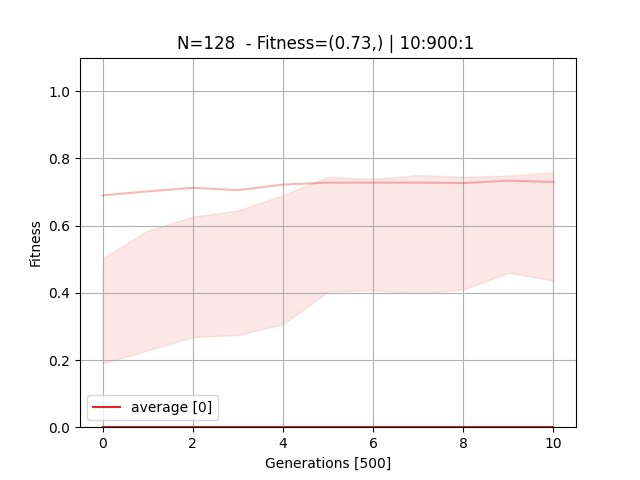 N=128  - Fitness=(0.73,) | 10:900:1
Fitness
1.0
0.8
0.6
0.4
0.2
0.0
average [0]
0 2 4 6 8 10
Generations [500]